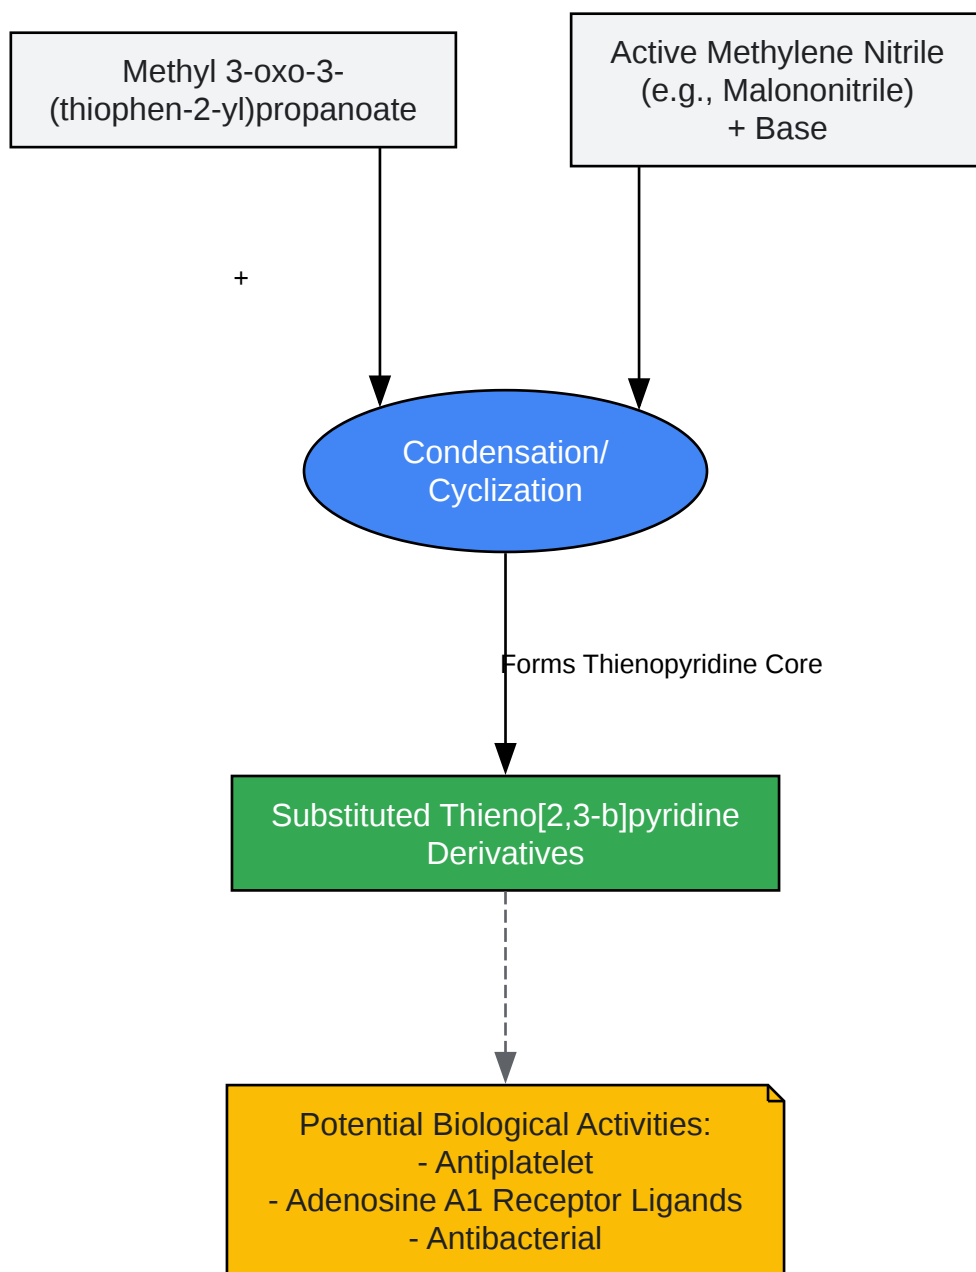 Methyl 3-oxo-3-
(thiophen-2-yl)propanoate
Active Methylene Nitrile
(e.g., Malononitrile)
+ Base
+
Condensation/
Cyclization
Forms Thienopyridine Core
Substituted Thieno[2,3-b]pyridine
Derivatives
Potential Biological Activities:
- Antiplatelet
- Adenosine A1 Receptor Ligands
- Antibacterial